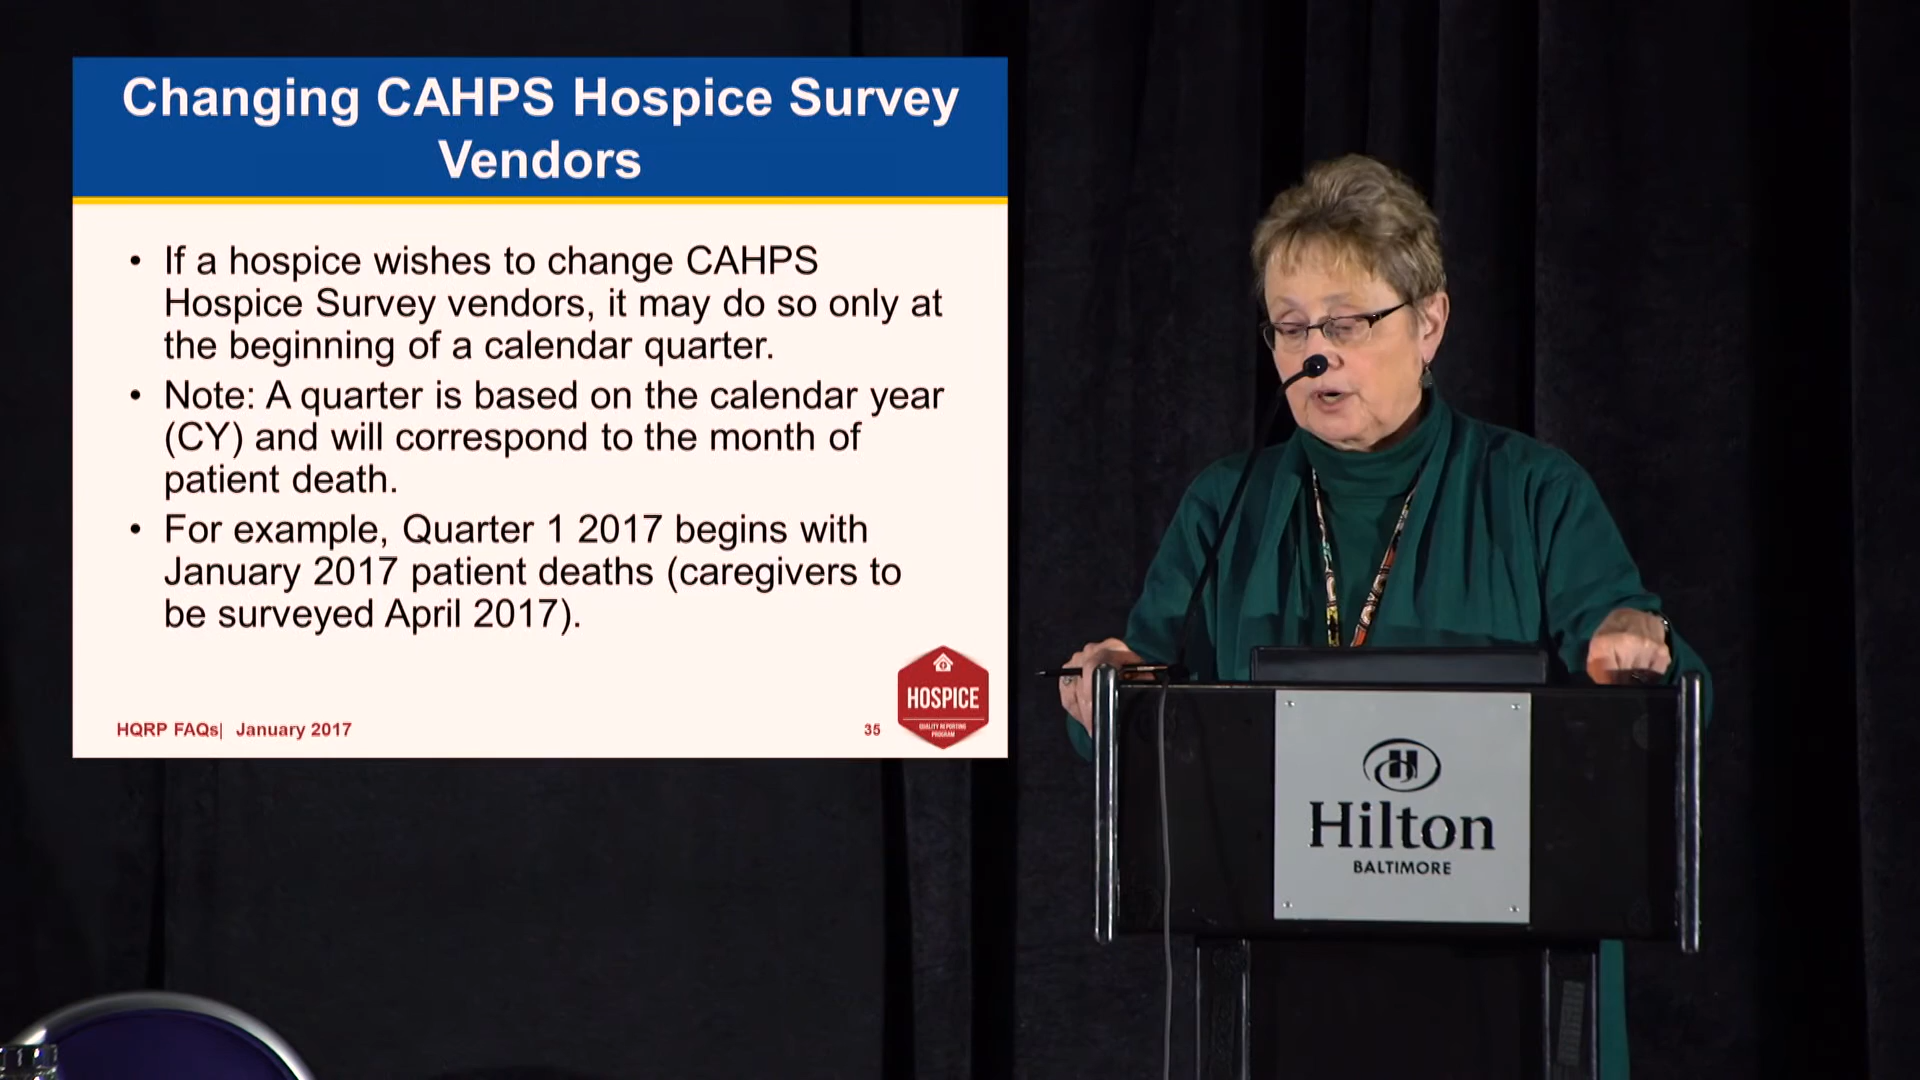 Changing CAHPS Hospice Survey
Vendors
• If a hospice wishes to change CAHPS
Hospice Survey vendors, it may do so only at
the beginning of a calendar quarter.
• Note: A quarter is based on the calendar year
(CY) and will correspond to the month of
patient death.
• For example, Quarter 1 2017 begins with
January 2017 patient deaths (caregivers to
be surveyed April 2017).
HQRP FAQs| January 2017
35
HOSPICE
QUALITY REPORTING
PROGRAM
H
Hilton
BALTIMORE